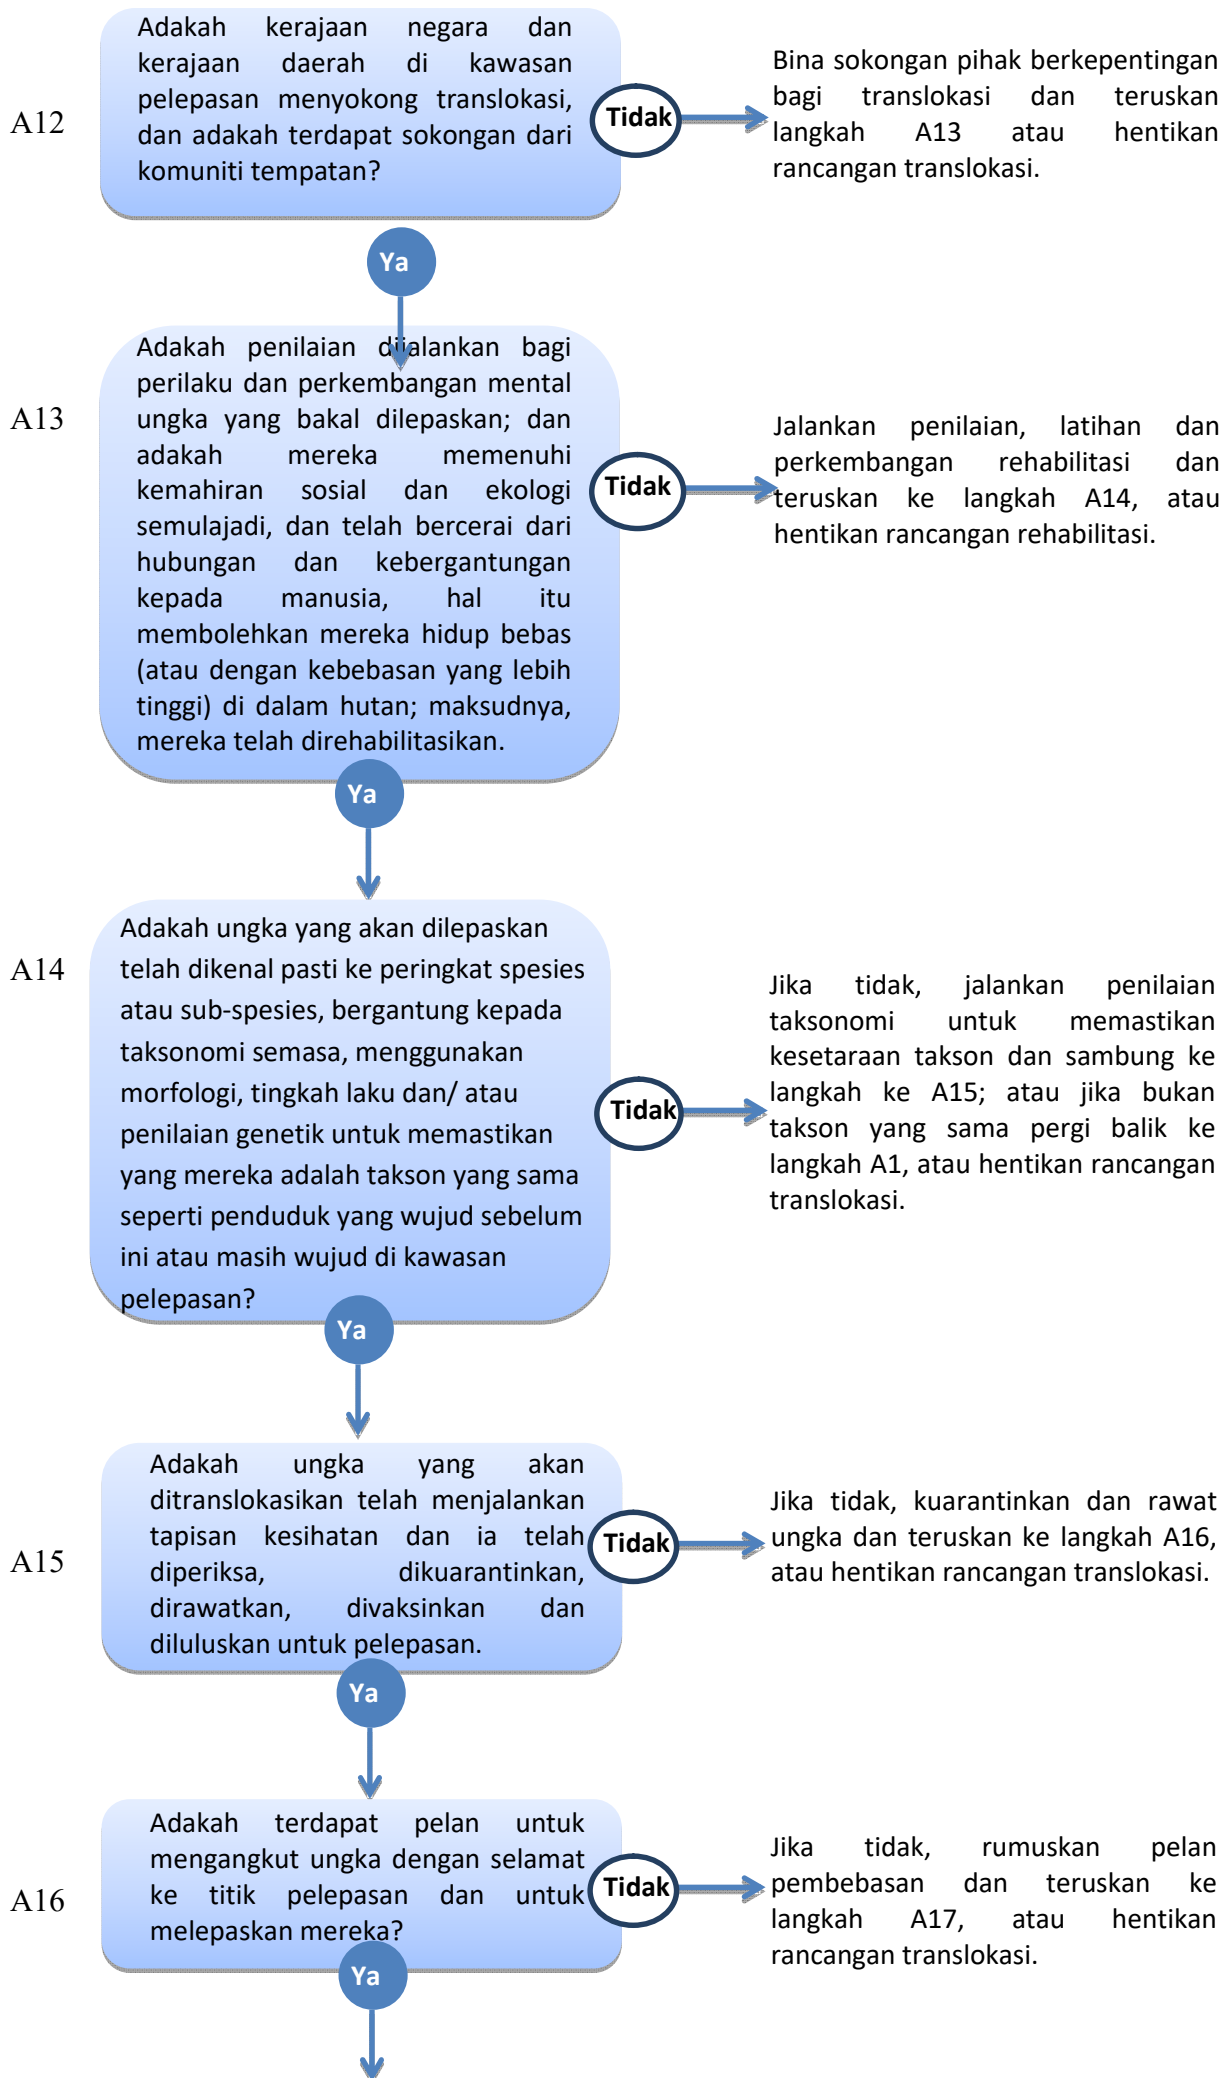 Adakah kerajaan negara dan
kerajaan daerah di kawasan
pelepasan menyokong translokasi,
dan adakah terdapat sokongan dari
komuniti tempatan?
A12
Tidak
Bina sokongan pihak berkepentingan
bagi translokasi dan teruskan
langkah A13 atau hentikan
rancangan translokasi.
Ya
Adakah penilaian dijalankan bagi
perilaku dan perkembangan mental
ungka yang bakal dilepaskan; dan
adakah mereka memenuhi
kemahiran sosial dan ekologi
semulajadi, dan telah bercerai dari
hubungan dan kebergantungan
kepada manusia, hal itu
membolehkan mereka hidup bebas
(atau dengan kebebasan yang lebih
tinggi) di dalam hutan; maksudnya,
mereka telah direhabilitasikan.
A13
Tidak
Jalankan penilaian, latihan dan
perkembangan rehabilitasi dan
teruskan ke langkah A14, atau
hentikan rancangan rehabilitasi.
Ya
Adakah ungka yang akan dilepaskan
telah dikenal pasti ke peringkat spesies
atau sub-spesies, bergantung kepada
taksonomi semasa, menggunakan
morfologi, tingkah laku dan/ atau
penilaian genetik untuk memastikan
yang mereka adalah takson yang sama
seperti penduduk yang wujud sebelum
ini atau masih wujud di kawasan
pelepasan?
A14
Tidak
Jika tidak, jalankan penilaian
taksonomi untuk memastikan
kesetaraan takson dan sambung ke
langkah ke A15; atau jika bukan
takson yang sama pergi balik ke
langkah A1, atau hentikan rancangan
translokasi.
Ya
Adakah ungka yang akan
ditranslokasikan telah menjalankan
tapisan kesihatan dan ia telah
diperiksa, dikuarantinkan,
dirawatkan, divaksinkan dan
diluluskan untuk pelepasan.
A15
Tidak
Jika tidak, kuarantinkan dan rawat
ungka dan teruskan ke langkah A16,
atau hentikan rancangan translokasi.
Ya
Adakah terdapat pelan untuk
mengangkut ungka dengan selamat
ke titik pelepasan dan untuk
melepaskan mereka?
A16
Tidak
Jika tidak, rumuskan pelan
pembebasan dan teruskan ke
langkah A17, atau hentikan
rancangan translokasi.
Ya